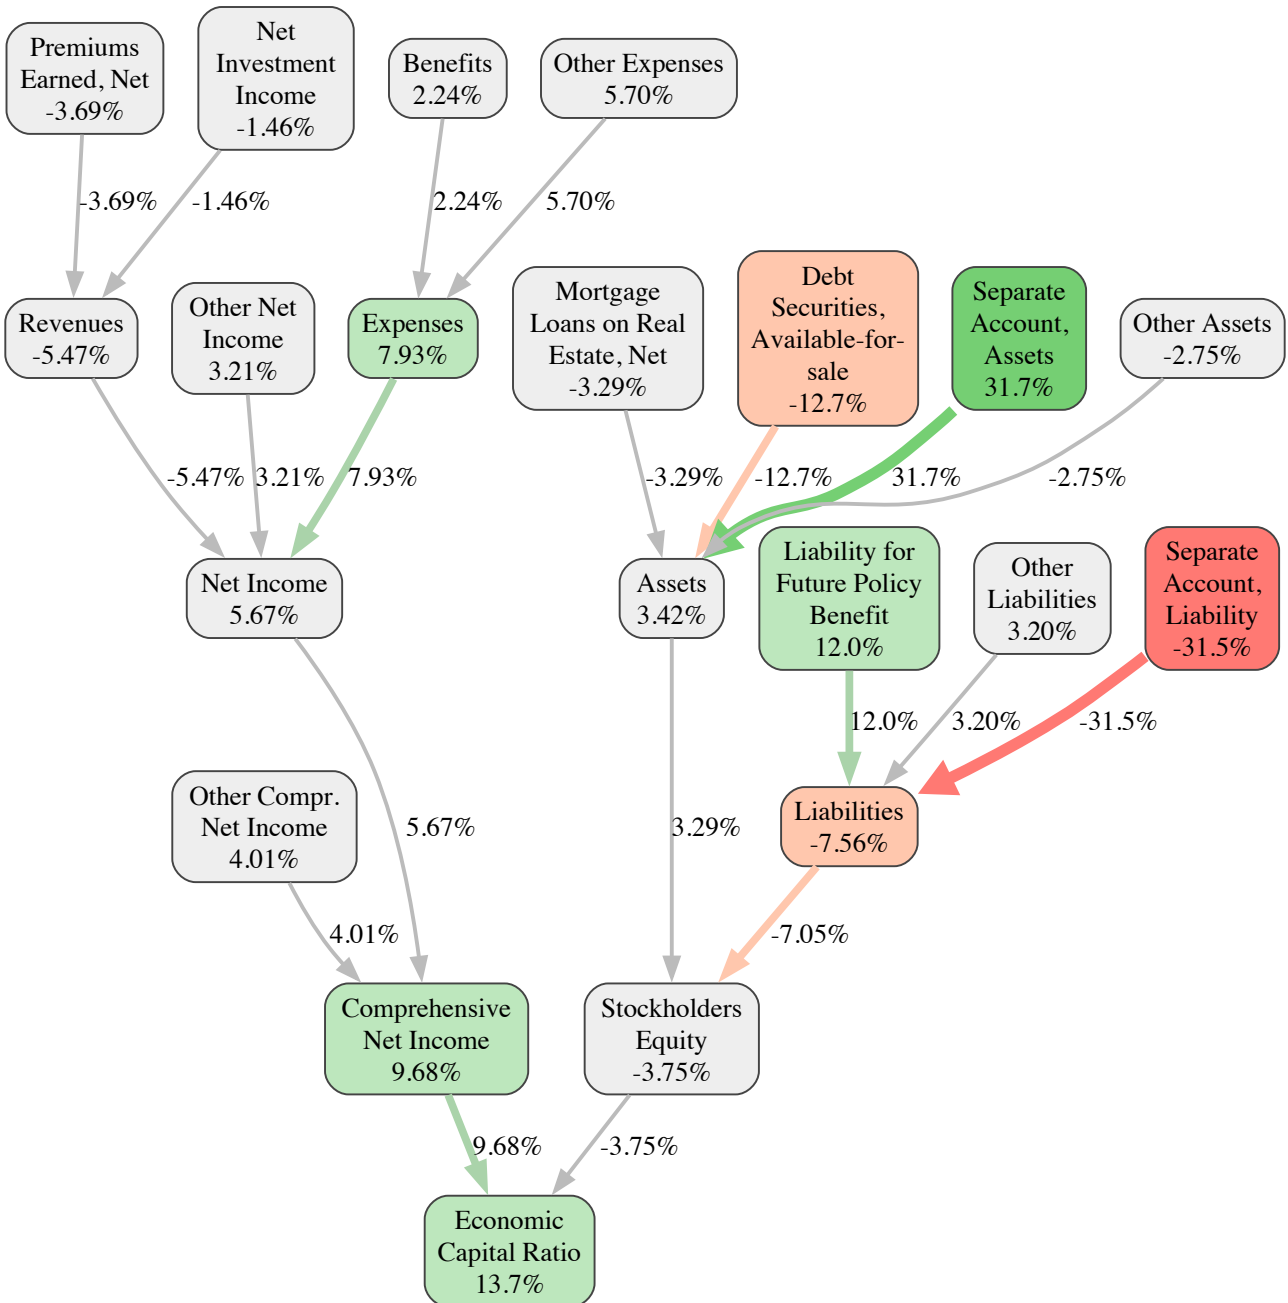 Premiums
Earned, Net
-3.69%
Net
Investment
Income
-1.46%
Benefits
2.24%
Other Expenses
5.70%
-3.69%
-1.46%
2.24%
5.70%
Revenues
-5.47%
Other Net
Income
3.21%
Expenses
7.93%
Mortgage
Loans on Real
Estate, Net
-3.29%
Debt
Securities,
Available-for-
sale
-12.7%
Separate
Account,
Assets
31.7%
Other Assets
-2.75%
-5.47%
3.21%
7.93%
-3.29%
-12.7%
31.7%
-2.75%
Net Income
5.67%
Assets
3.42%
Liability for
Future Policy
Benefit
12.0%
Other
Liabilities
3.20%
Separate
Account,
Liability
-31.5%
12.0%
3.20%
-31.5%
Other Compr.
Net Income
4.01%
5.67%
3.29%
Liabilities
-7.56%
4.01%
-7.05%
Comprehensive
Net Income
9.68%
Stockholders
Equity
-3.75%
9.68%
-3.75%
Economic
Capital Ratio
13.7%